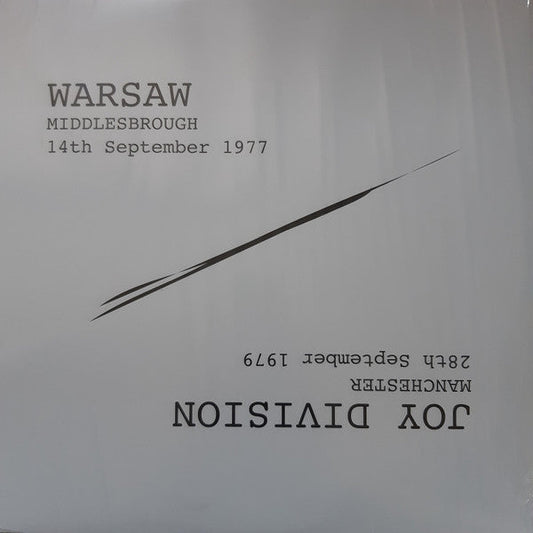 WARSAW
MIDDLESBROUGH
14th September 1977
JOY DIVISION
MANCHESTER
28th September 1979